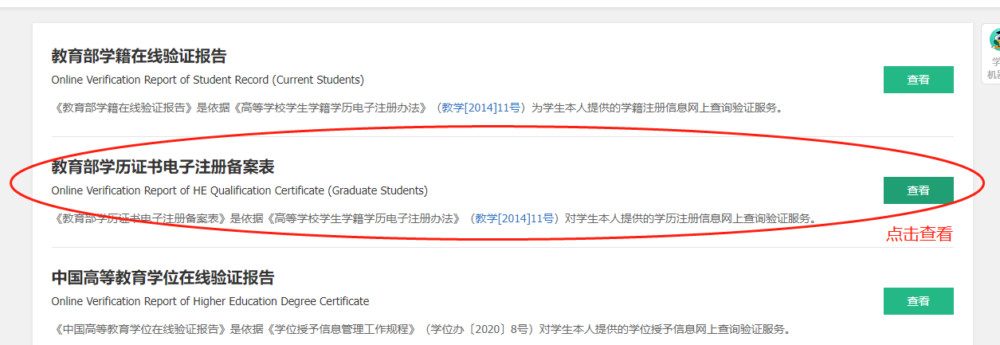 教育部学籍在线验证报告
Online Verification Report of Student Record (Current Students)
查看
《教育部学籍在线验证报告》是依据《高等学校学生学籍学历电子注册办法》（教学[2014]11号）为学生本人提供的学籍注册信息网上查询验证服务。
学
机器
教育部学历证书电子注册备案表
Online Verification Report of HE Qualification Certificate (Graduate Students)
查看
《教育部学历证书电子注册备案表》是依据《高等学校学生学籍学历电子注册办法》（教学[2014]11号）对学生本人提供的学历注册信息网上查询验证服务。
点击查看
中国高等教育学位在线验证报告
Online Verification Report of Higher Education Degree Certificate
查看
《中国高等教育学位在线验证报告》是依据《学位授予信息管理工作规程》（学位办〔2020〕8号）对学生本人提供的学位授予信息网上查询验证服务。